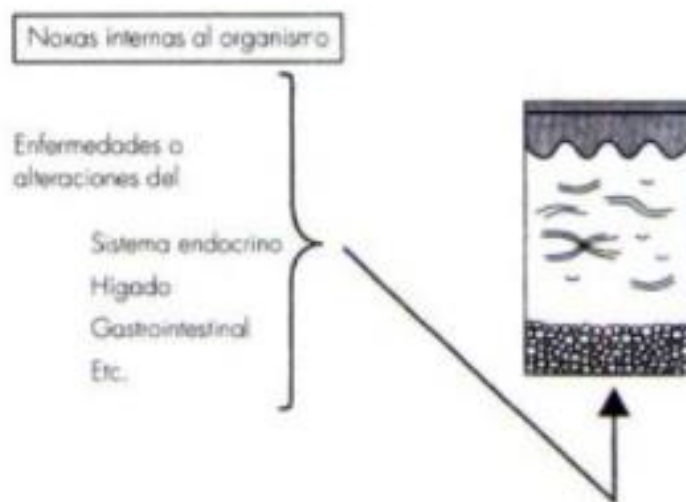 Noxas internas al organismo
Enfermedades o
alteraciones del
Sistema endocrino
Hígado
Gastrointestinal
Etc.